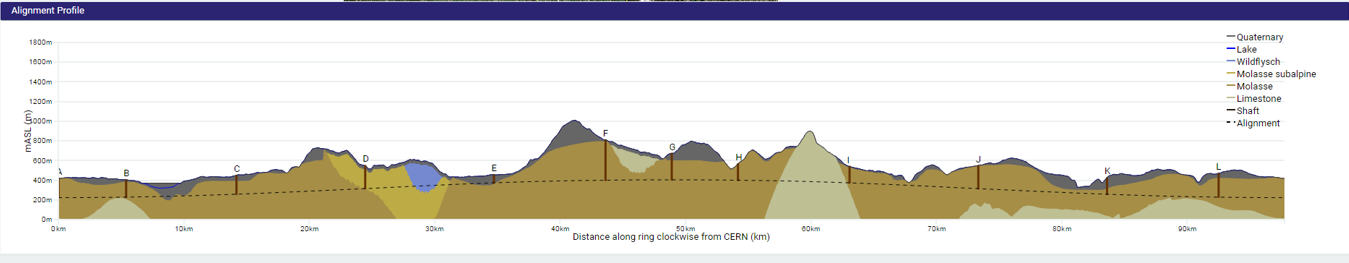 Alignment Profile
1800m
1600m
1400m
1200m
1000m
800m
600m
400m
200m
0m
mASL (m)
A
B
C
D
E
F
G
H
I
J
K
L
Quaternary
Lake
Wildflysch
Molasse subalpine
Molasse
Limestone
Shaft
Alignment
0km
10km
20km
30km
40km
50km
60km
70km
80km
90km
Distance along ring clockwise from CERN (km)